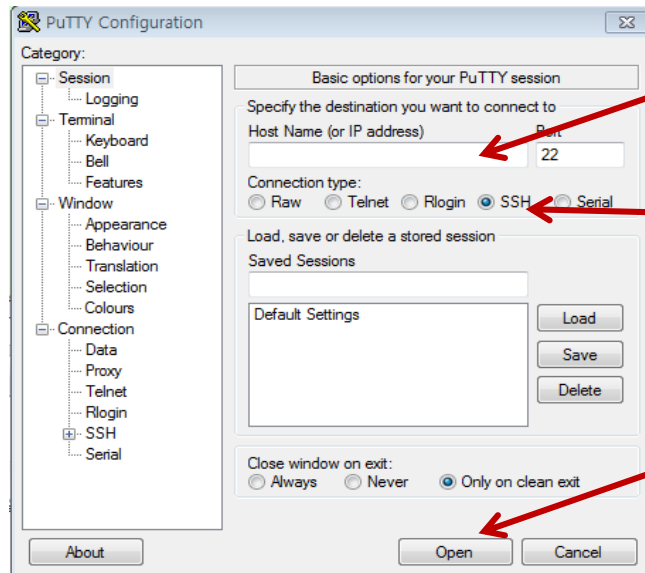 PuTTY Configuration
Category:
Session
Logging
Terminal
Keyboard
Bell
Features
Window
Appearance
Behaviour
Translation
Selection
Colours
Connection
Data
Proxy
Telnet
Rlogin
SSH
Serial
Basic options for your PuTTY session
Specify the destination you want to connect to
Host Name (or IP address) Port
22
Connection type:
Raw Telnet Rlogin SSH Serial
Load, save or delete a stored session
Saved Sessions
Default Settings
Load
Save
Delete
Close window on exit:
Always Never Only on clean exit
About Open Cancel